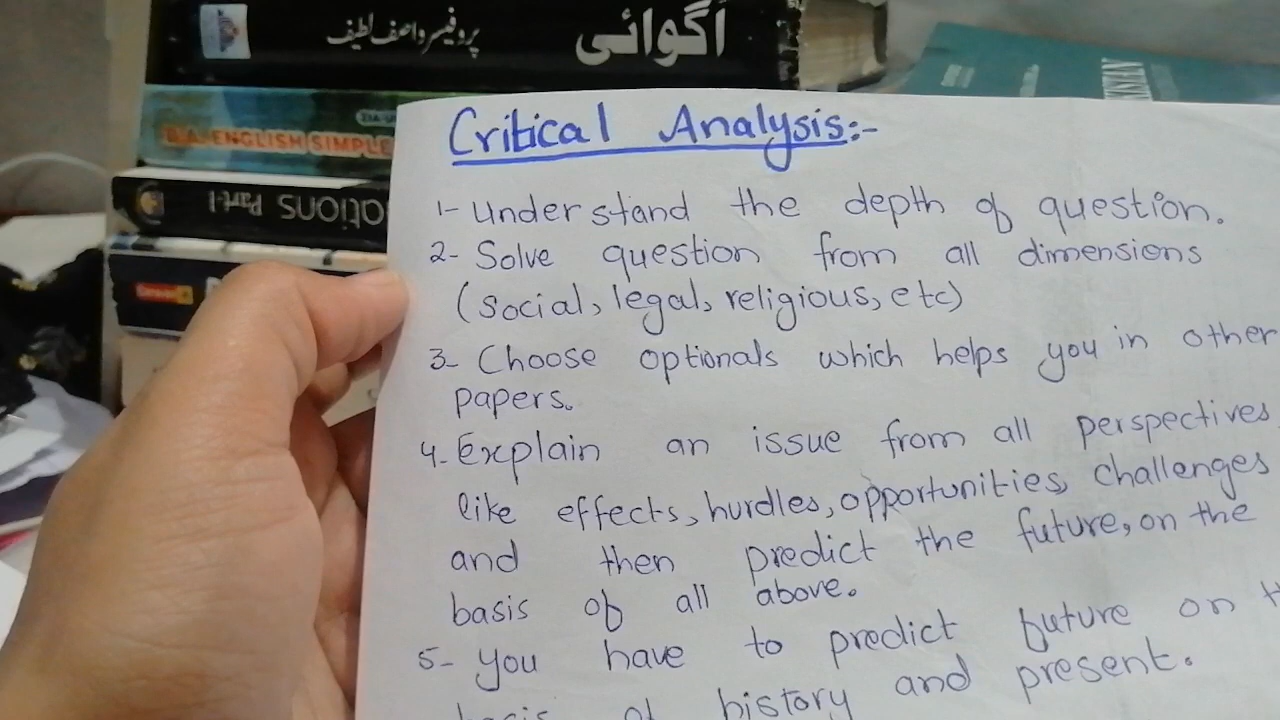 اگوائی
پروفیسر واصف لطیف
B.A. ENGLISH SIMPLE
Part-I
Critical Analysis:-
1- Understand the depth of question.
2- Solve question from all dimensions
(social, legal, religious, etc)
3- Choose optionals which helps you in other
papers.
4- Explain an issue from all perspectives
like effects, hurdles, opportunities, challenges
and then predict the future, on the
basis of all above.
5- You have to predict future on
basis of history and present.